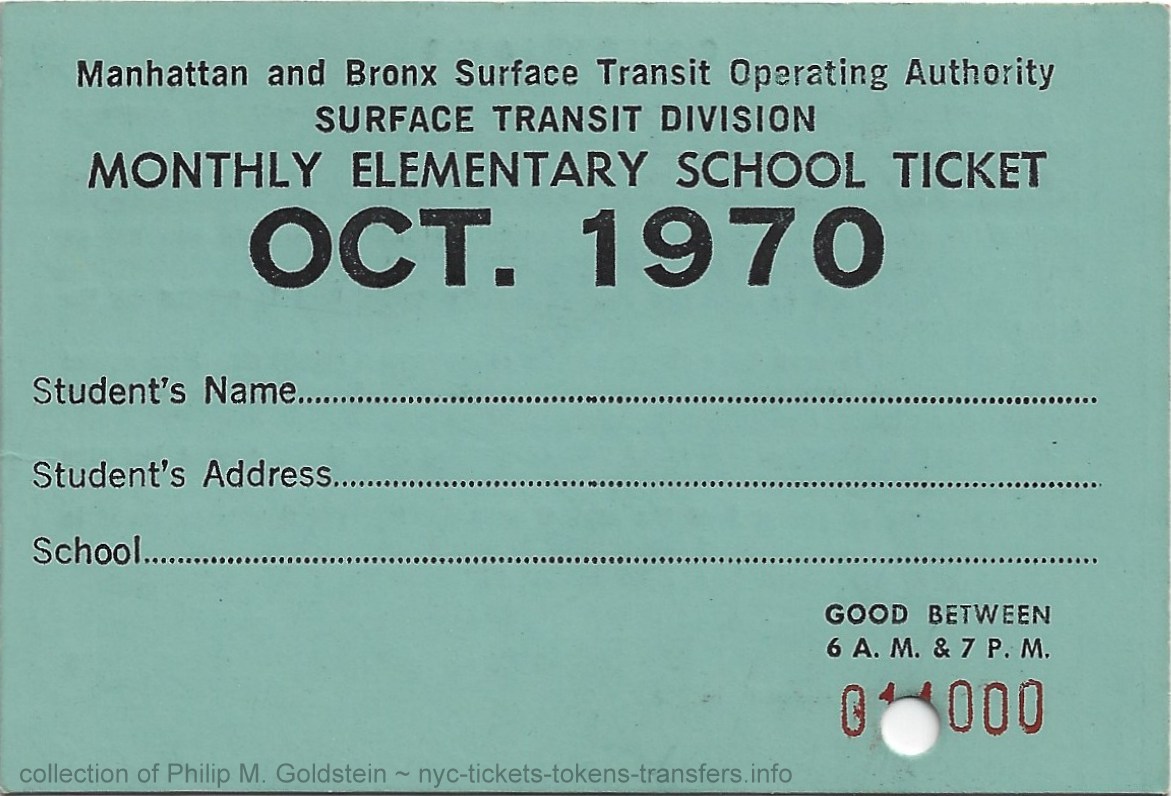 Manhattan and Bronx Surface Transit Operating Authority
SURFACE TRANSIT DIVISION
MONTHLY ELEMENTARY SCHOOL TICKET
OCT. 1970
Student's Name
Student's Address
School
GOOD BETWEEN
6 A. M. & 7 P. M.
collection of Philip M. Goldstein ~ nyc-tickets-tokens-transfers.info